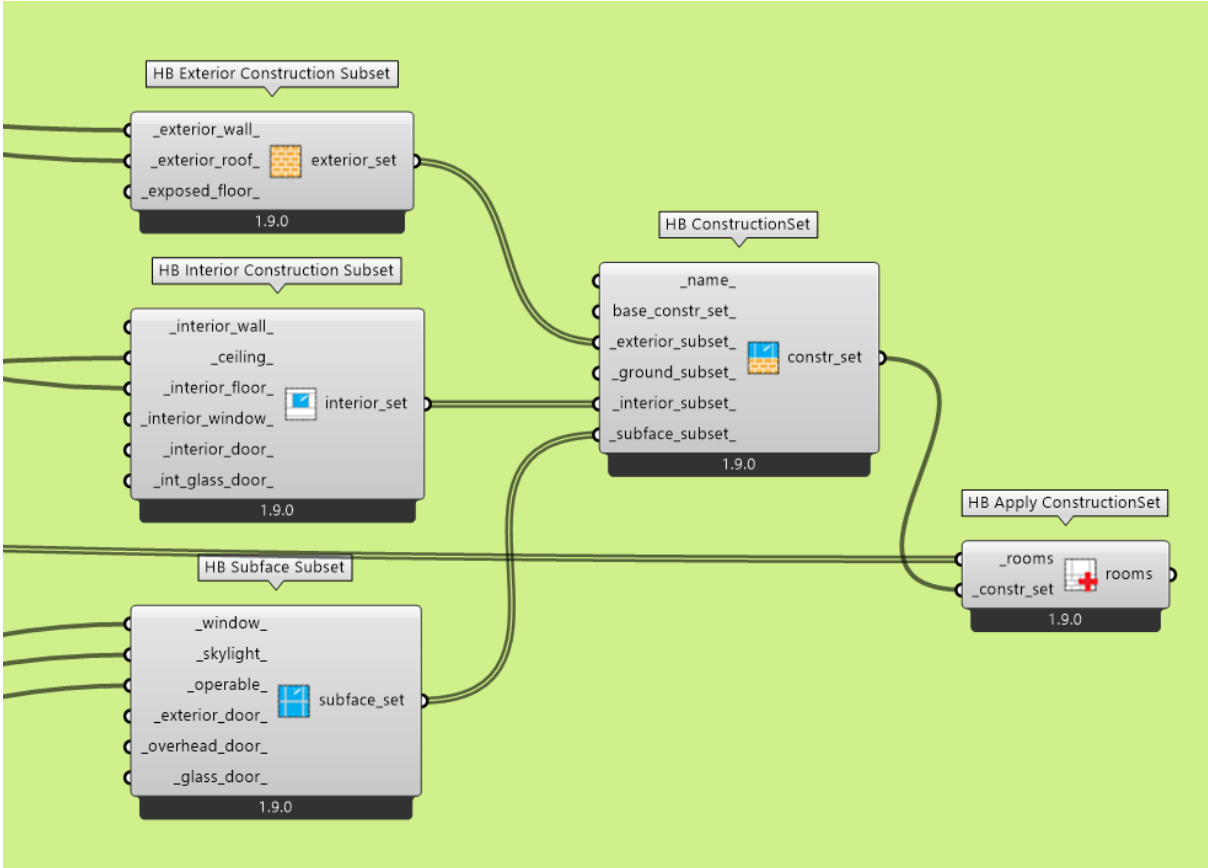 HB Exterior Construction Subset
_exterior_wall_
_exterior_roof_
exterior_set
_exposed_floor_
1.9.0
HB Interior Construction Subset
_interior_wall_
_ceiling_
_interior_floor_
interior_set
_interior_window_
_interior_door_
_int_glass_door_
1.9.0
HB Subface Subset
_window_
_skylight_
_operable_
subface_set
_exterior_door_
_overhead_door_
_glass_door_
1.9.0
HB ConstructionSet
_name_
base_constr_set_
_exterior_subset_
constr_set
_ground_subset_
_interior_subset_
_subface_subset_
1.9.0
HB Apply ConstructionSet
_rooms
rooms
_constr_set
1.9.0